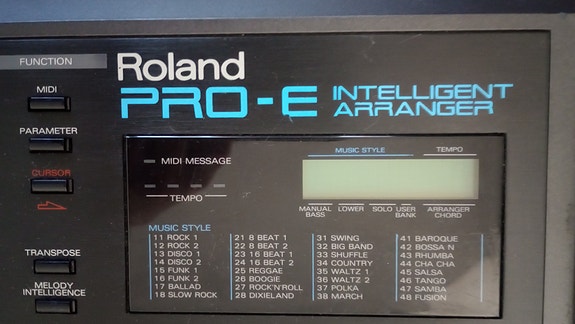 FUNCTION
MIDI
PARAMETER
CURSOR
TRANSPOSE
MELODY
INTELLIGENCE
Roland
PRO-E INTELLIGENT
ARRANGER
MIDI MESSAGE
TEMPO
MUSIC STYLE TEMPO
MANUAL BASS LOWER SOLO USER BANK ARRANGER CHORD
MUSIC STYLE
11 ROCK 1
12 ROCK 2
13 DISCO 1
14 DISCO 2
15 FUNK 1
16 FUNK 2
17 BALLAD
18 SLOW ROCK
21 8 BEAT 1
22 8 BEAT 2
23 16 BEAT 1
24 16 BEAT 2
25 REGGAE
26 BOOGIE
27 ROCK'N'ROLL
28 DIXIELAND
31 SWING
32 BIG BAND
33 SHUFFLE
34 COUNTRY
35 WALTZ 1
36 WALTZ 2
37 POLKA
38 MARCH
41 BAROQUE
42 BOSSA N
43 RHUMBA
44 CHA CHA
45 SALSA
46 TANGO
47 SAMBA
48 FUSION